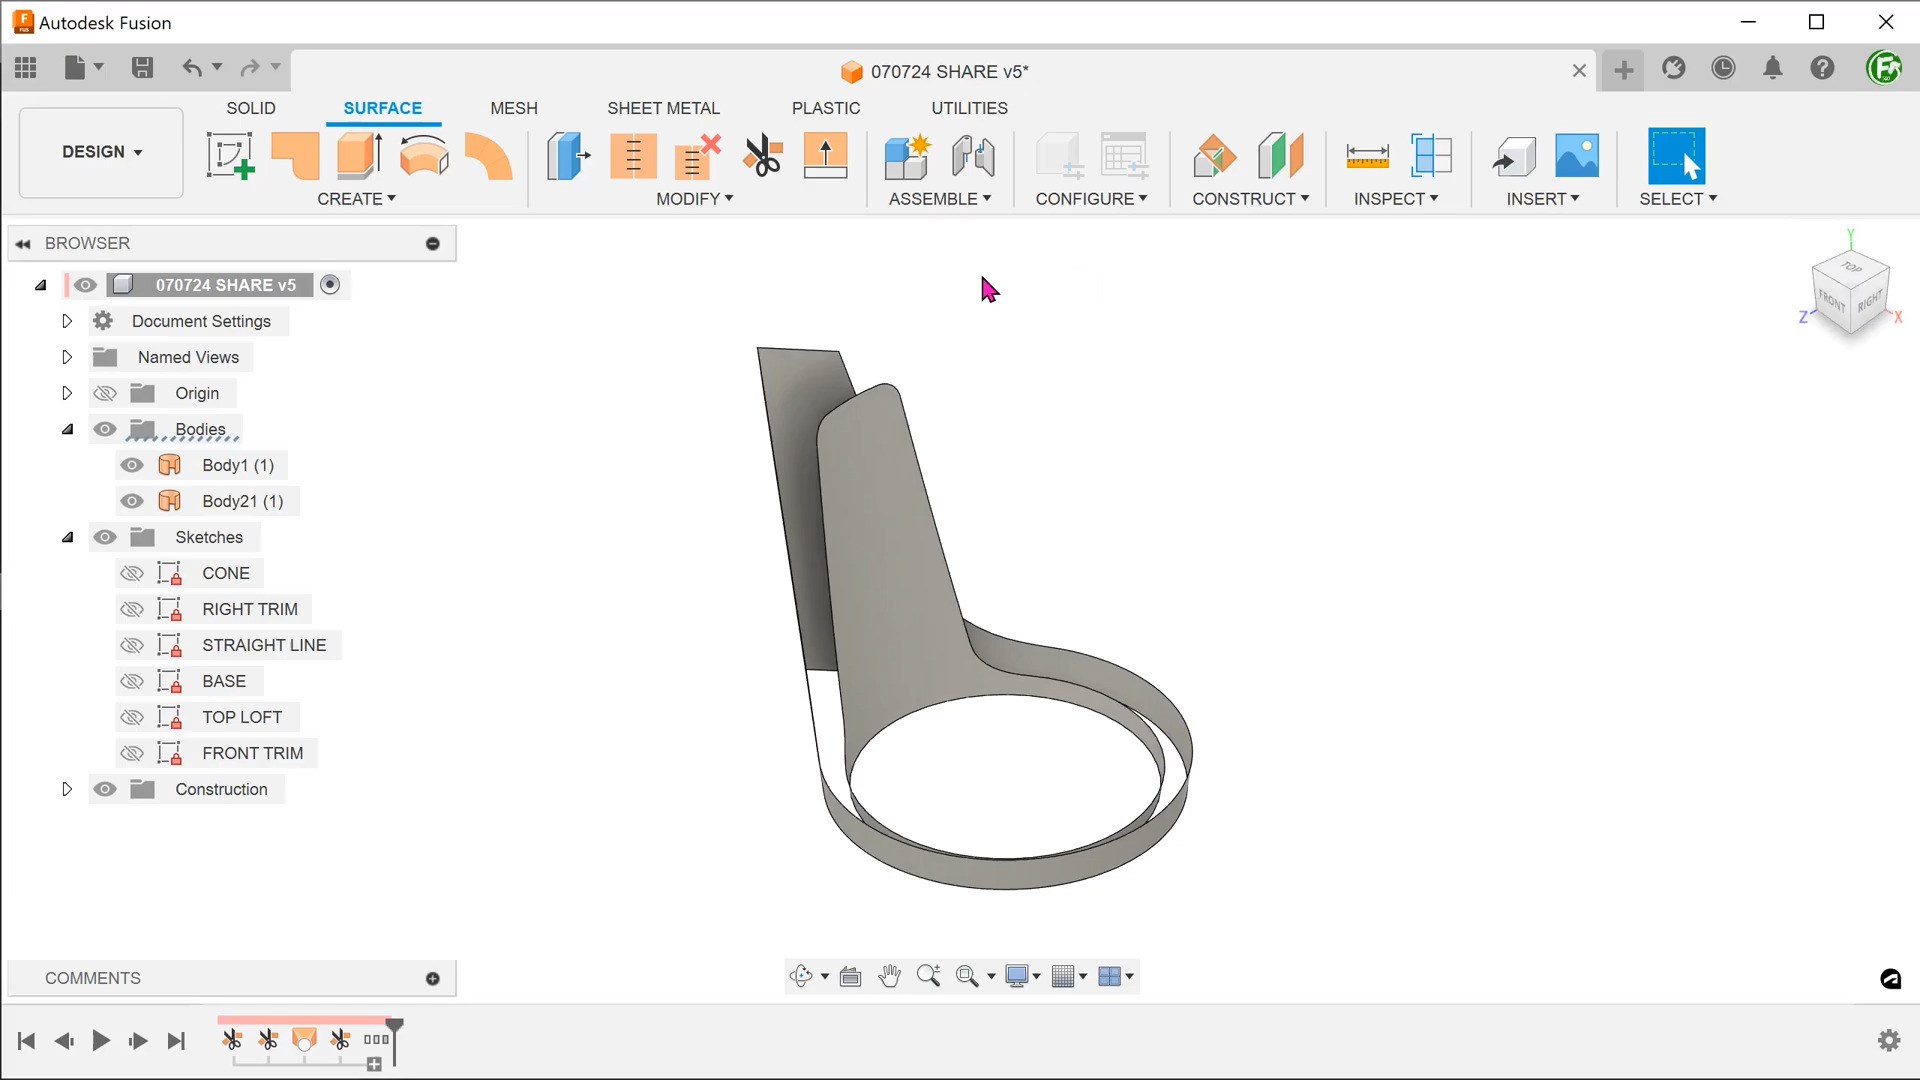 Autodesk Fusion
070724 SHARE v5*
SOLID SURFACE MESH SHEET METAL PLASTIC UTILITIES
DESIGN
CREATE MODIFY ASSEMBLE CONFIGURE CONSTRUCT INSPECT INSERT SELECT
BROWSER
070724 SHARE v5
Document Settings
Named Views
Origin
Bodies
Body1 (1)
Body21 (1)
Sketches
CONE
RIGHT TRIM
STRAIGHT LINE
BASE
TOP LOFT
FRONT TRIM
Construction
Y
TOP
FRONT RIGHT
Z X
COMMENTS